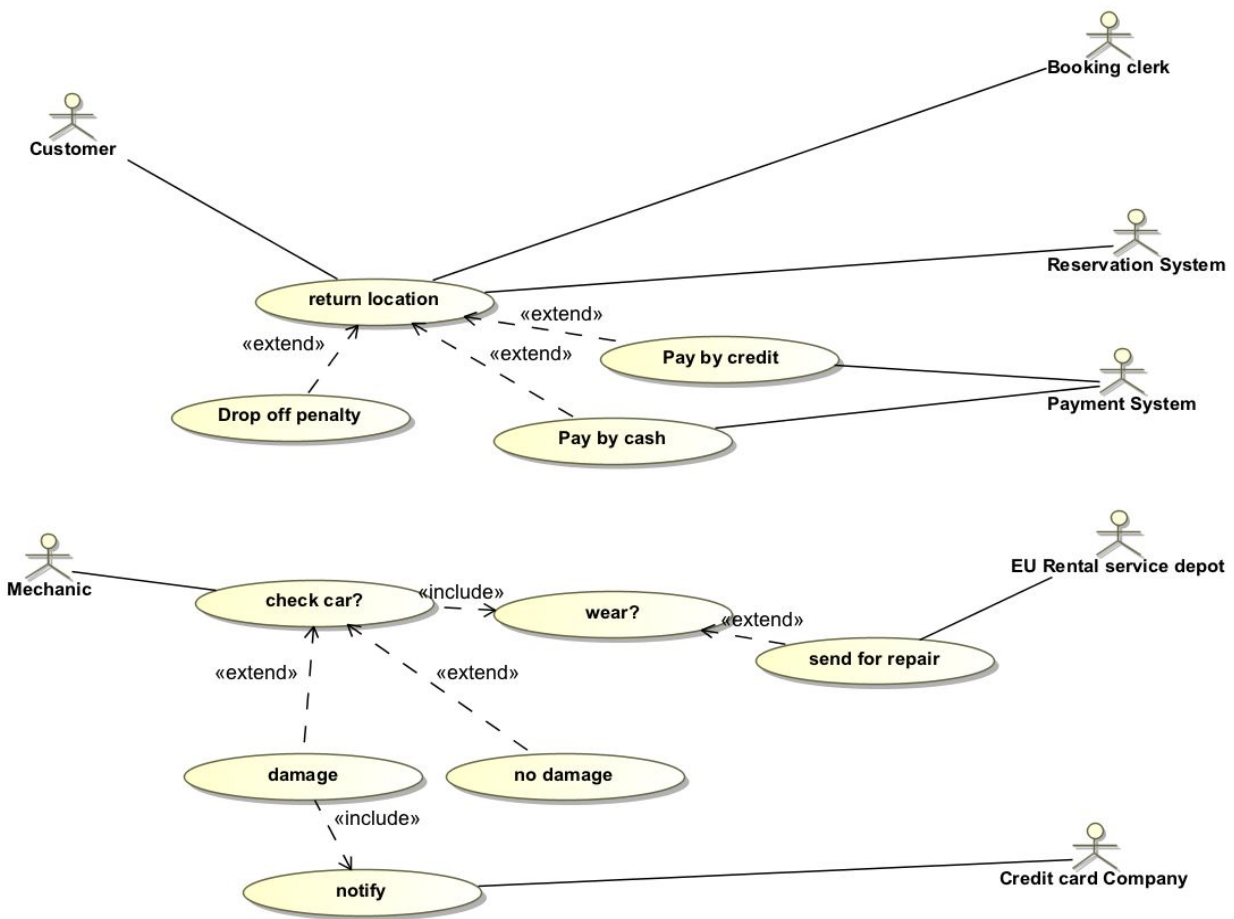 Booking clerk
Customer
Reservation System
return location
«extend»
«extend»
«extend»
Pay by credit
Payment System
Drop off penalty
Pay by cash
EU Rental service depot
Mechanic
check car?
«include»
wear?
«extend»
send for repair
«extend»
«extend»
damage
no damage
«include»
notify
Credit card Company